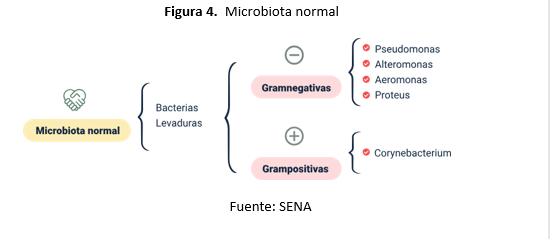 Figura 4. Microbiota normal
Microbiota normal
Bacterias
Levaduras
Gramnegativas
Pseudomonas
Alteromonas
Aeromonas
Proteus
Grampositivas
Corynebacterium
Fuente: SENA